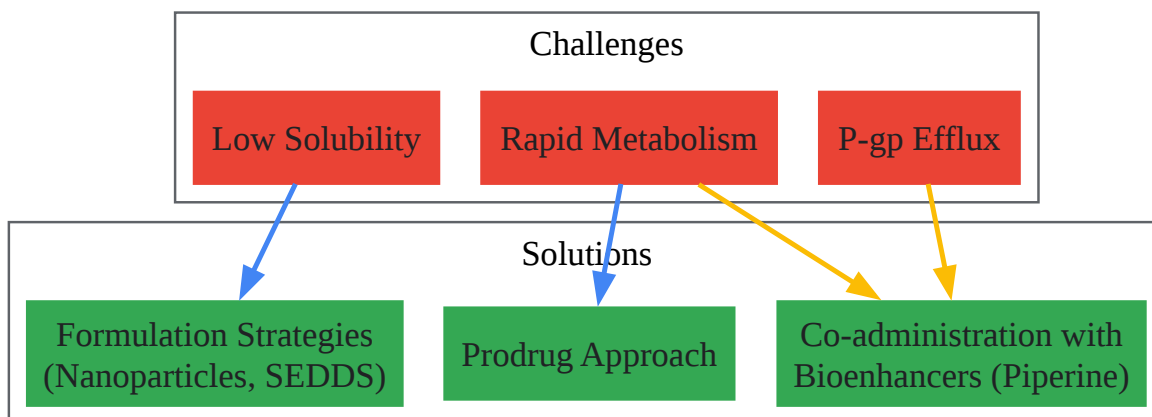 Challenges
Low Solubility
Rapid Metabolism
P-gp Efflux
Solutions
Formulation Strategies
(Nanoparticles, SEDDS)
Prodrug Approach
Co-administration with
Bioenhancers (Piperine)